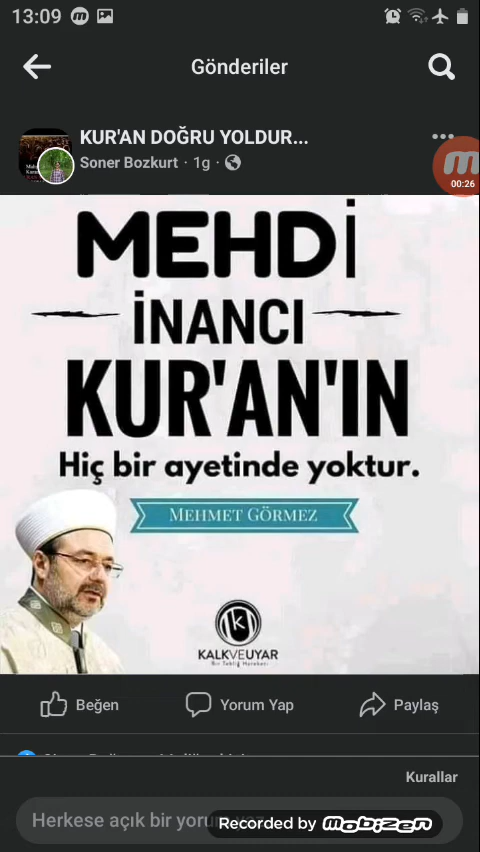 13:09
Gönderiler
KUR'AN DOĞRU YOLDUR...
Soner Bozkurt · 1g ·
00:26
MEHDİ
İNANCI
KUR'AN'IN
Hiç bir ayetinde yoktur.
MEHMET GÖRMEZ
KALKVEUYAR
Bir Tebliğ Hareketi
Beğen Yorum Yap Paylaş
Kurallar
Herkese açık bir
Recorded by mobizen